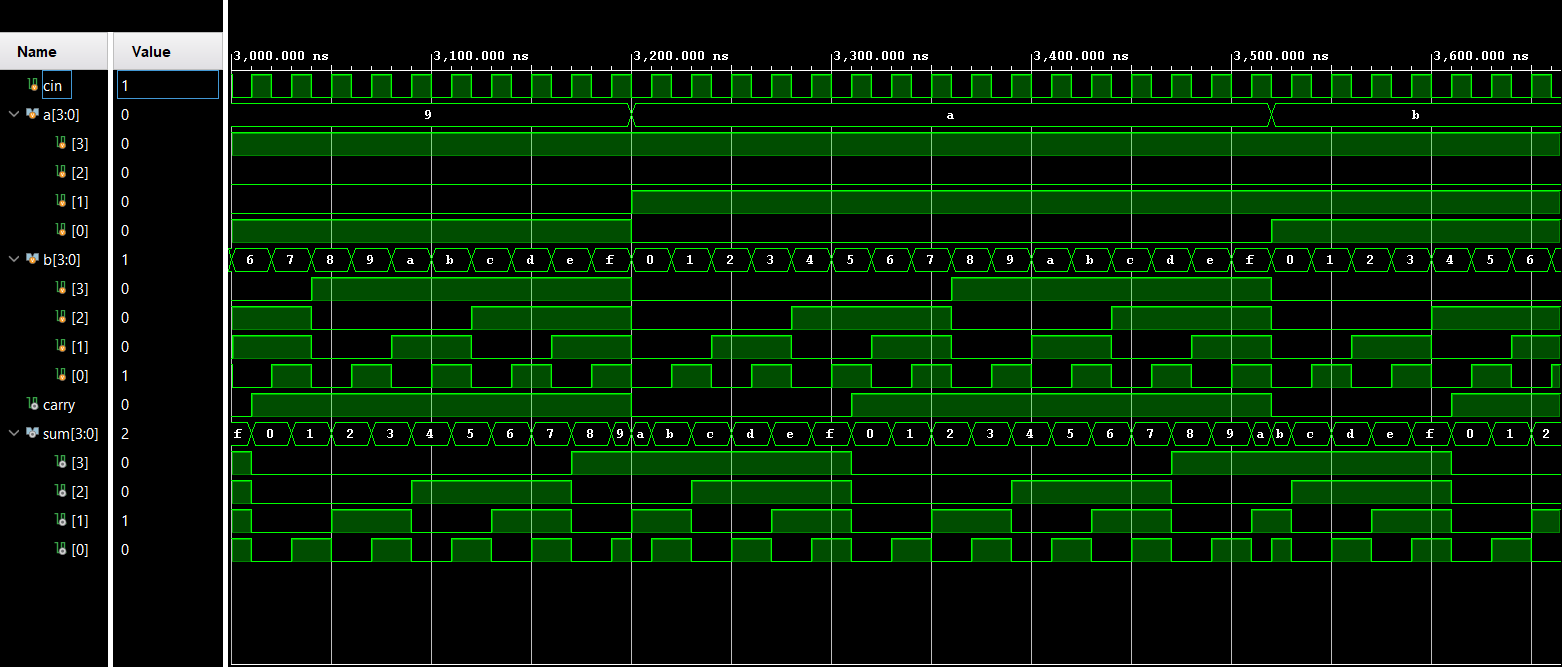 Name Value
3,000.000 ns 3,100.000 ns 3,200.000 ns 3,300.000 ns 3,400.000 ns 3,500.000 ns 3,600.000 ns
cin 1
a[3:0] 0 9 a b
[3] 0
[2] 0
[1] 0
[0] 0
b[3:0] 1 6 7 8 9 a b c d e f 0 1 2 3 4 5 6 7 8 9 a b c d e f 0 1 2 3 4 5 6
[3] 0
[2] 0
[1] 0
[0] 1
carry 0
sum[3:0] 2 f 0 1 2 3 4 5 6 7 8 9 a b c d e f 0 1 2 3 4 5 6 7 8 9 a b c d e f 0 1 2
[3] 0
[2] 0
[1] 1
[0] 0